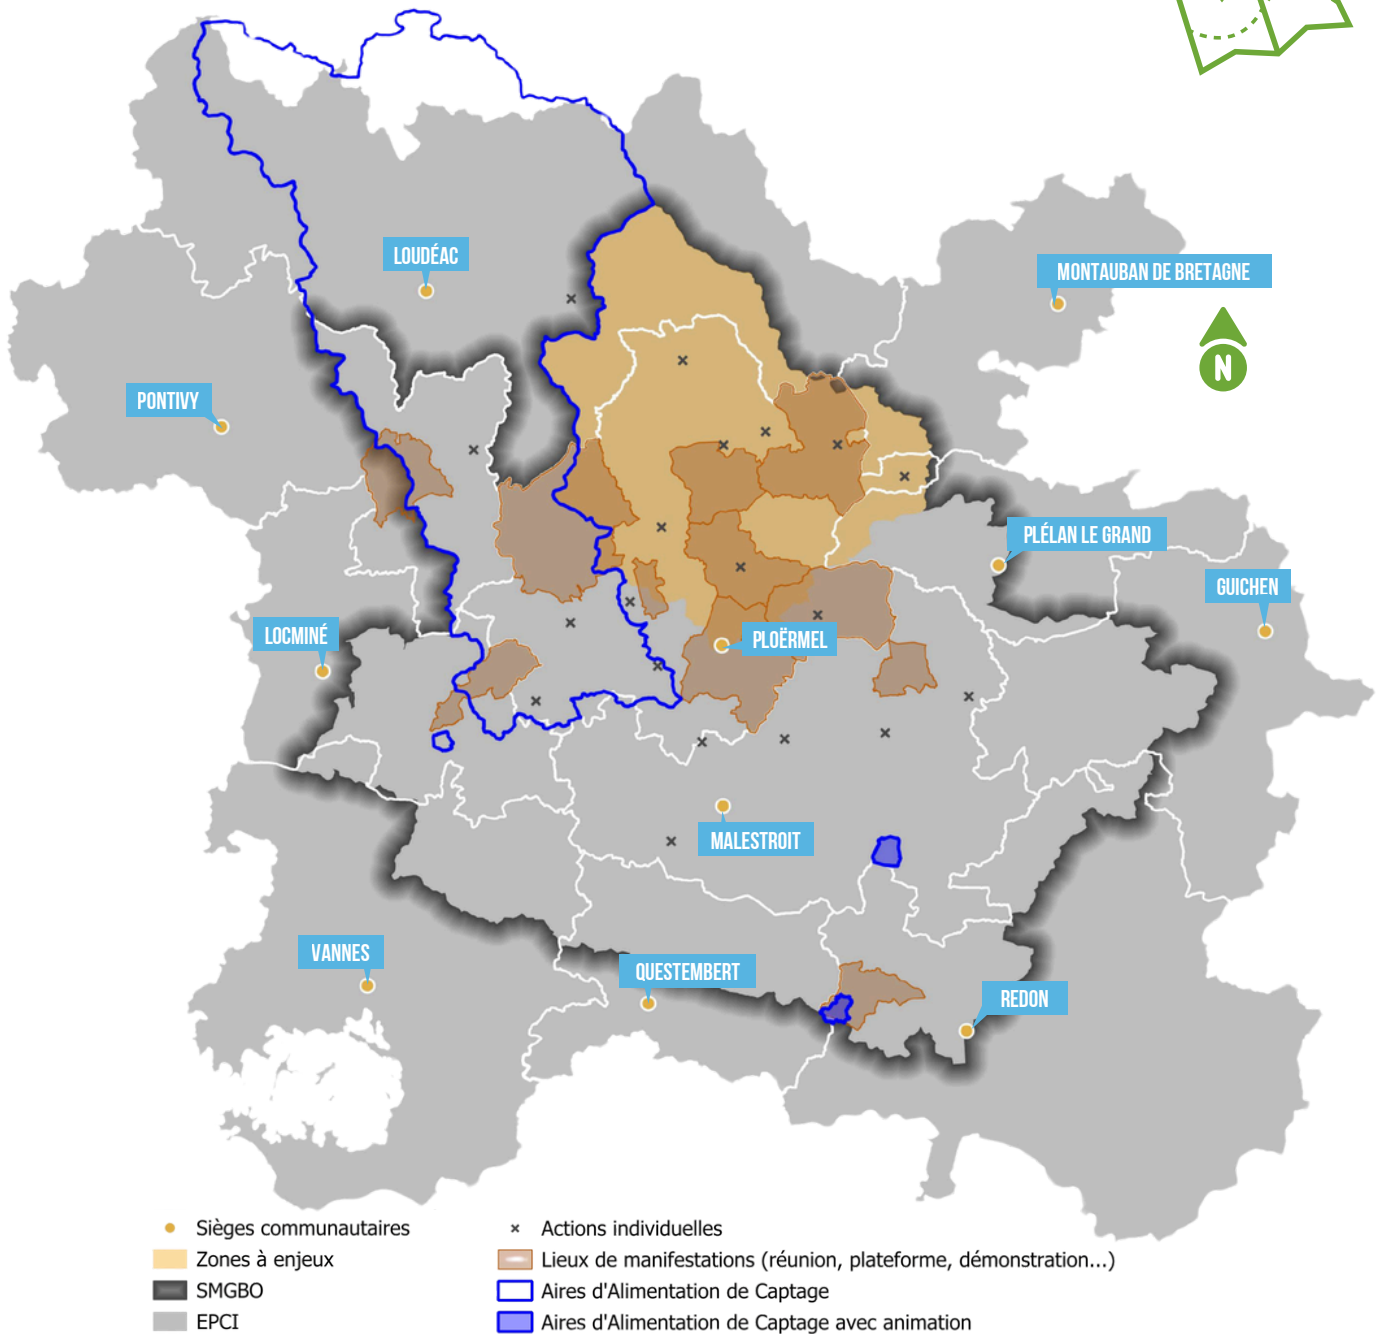 LOUDÉAC
MONTAUBAN DE BRETAGNE
N
PONTIVY
PLÉLAN LE GRAND
GUICHEN
LOCMINÉ
PLOËRMEL
MALESTROIT
VANNES
QUESTEMBERT
REDON
Sièges communautaires
Zones à enjeux
SMGBO
EPCI
Actions individuelles
Lieux de manifestations (réunion, plateforme, démonstration...)
Aires d'Alimentation de Captage
Aires d'Alimentation de Captage avec animation